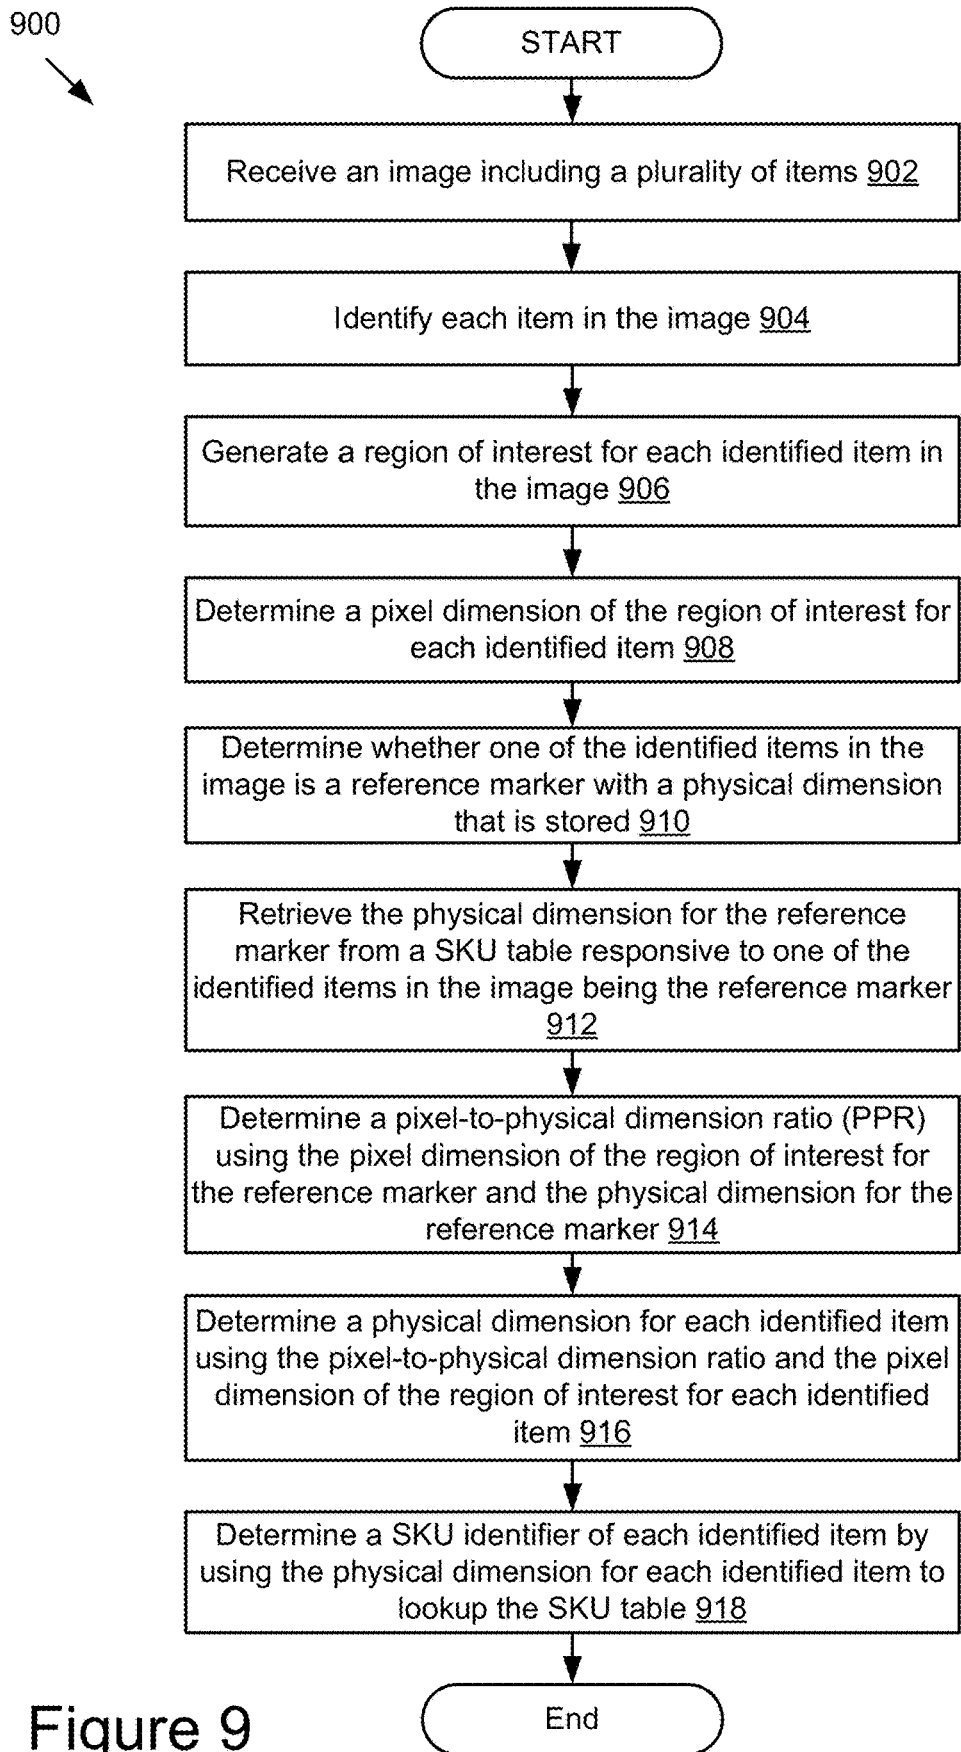 900
START
Receive an image including a plurality of items 902
Identify each item in the image 904
Generate a region of interest for each identified item in
the image 906
Determine a pixel dimension of the region of interest for
each identified item 908
Determine whether one of the identified items in the
image is a reference marker with a physical dimension
that is stored 910
Retrieve the physical dimension for the reference
marker from a SKU table responsive to one of the
identified items in the image being the reference marker
912
Determine a pixel-to-physical dimension ratio (PPR)
using the pixel dimension of the region of interest for
the reference marker and the physical dimension for the
reference marker 914
Determine a physical dimension for each identified item
using the pixel-to-physical dimension ratio and the pixel
dimension of the region of interest for each identified
item 916
Determine a SKU identifier of each identified item by
using the physical dimension for each identified item to
lookup the SKU table 918
End
Figure 9